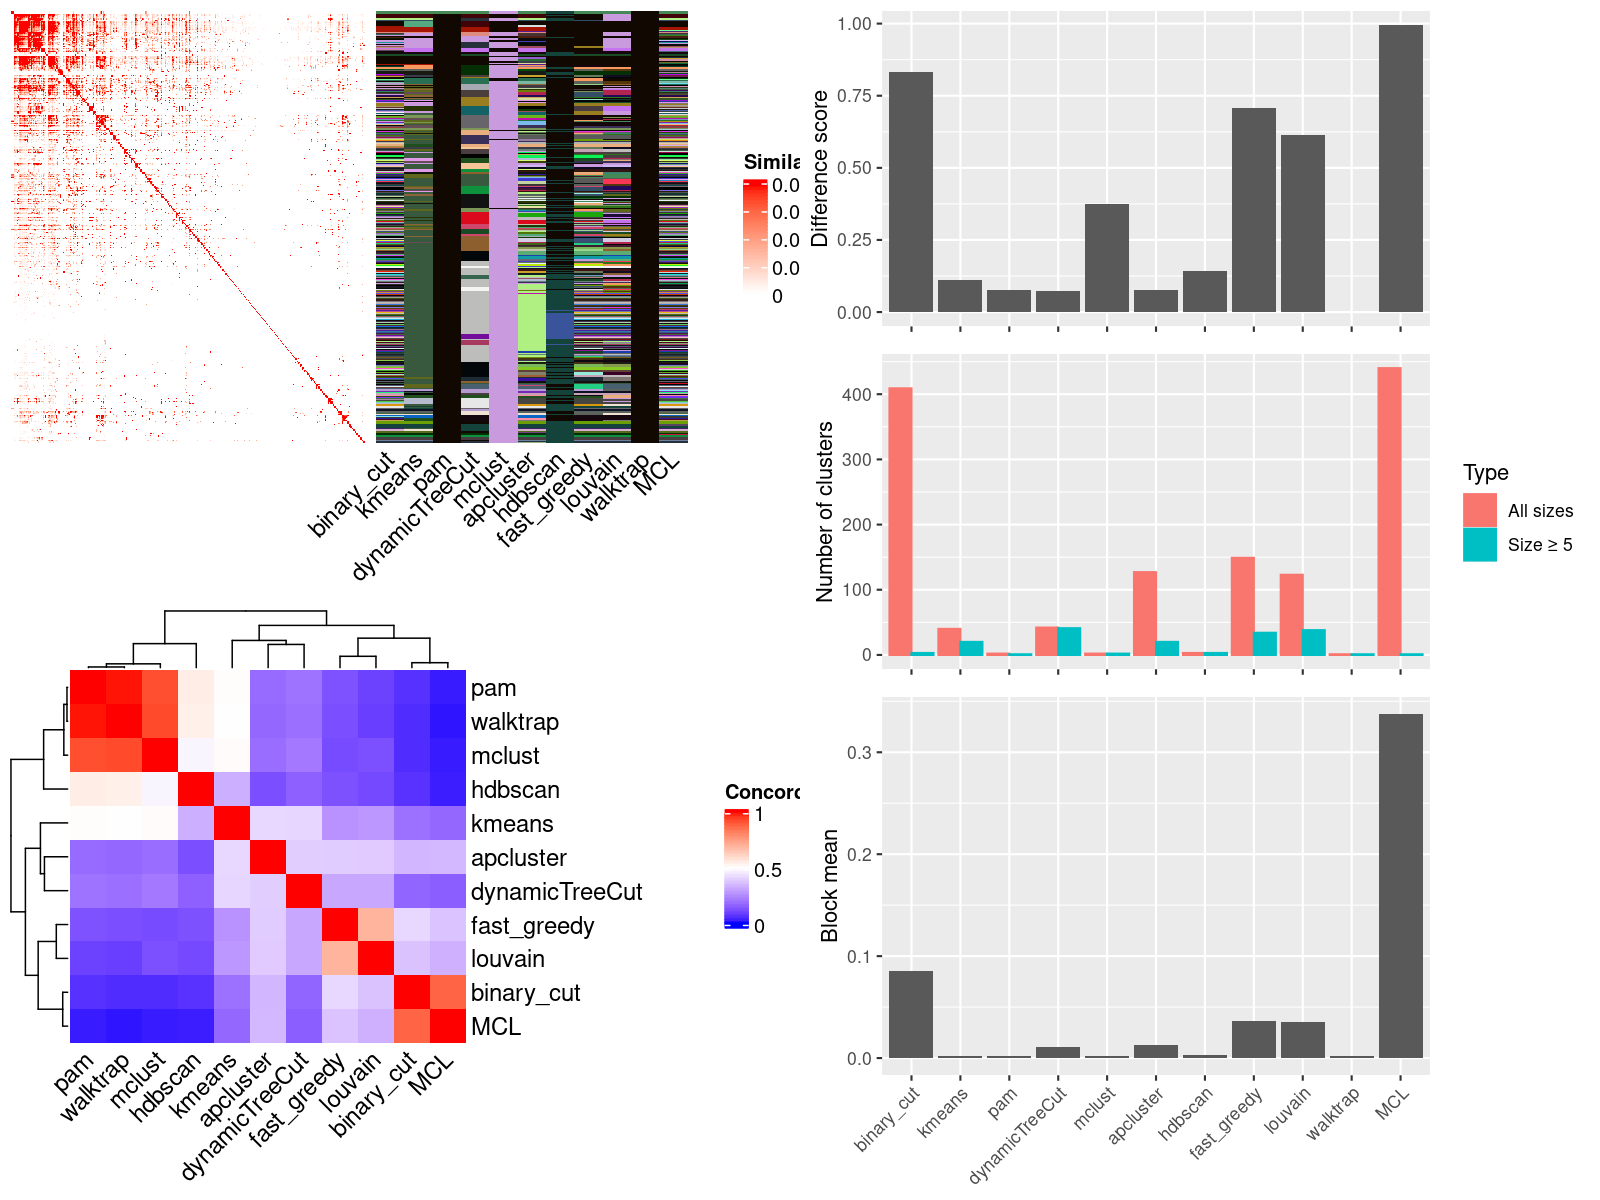 Simila
0.0
0.0
0.0
0.0
0
binary_cut
kmeans
pam
dynamicTreeCut
mclust
apcluster
hdbscan
fast_greedy
louvain
walktrap
MCL
pam
walktrap
mclust
hdbscan
kmeans
apcluster
dynamicTreeCut
fast_greedy
louvain
binary_cut
MCL
pam
walktrap
mclust
hdbscan
kmeans
apcluster
dynamicTreeCut
fast_greedy
louvain
binary_cut
MCL
Concord
1
0.5
0
Difference score
1.00
0.75
0.50
0.25
0.00
Number of clusters
400
300
200
100
0
Type
All sizes
Size ≥ 5
Block mean
0.3
0.2
0.1
0.0
binary_cut
kmeans
pam
dynamicTreeCut
mclust
apcluster
hdbscan
fast_greedy
louvain
walktrap
MCL